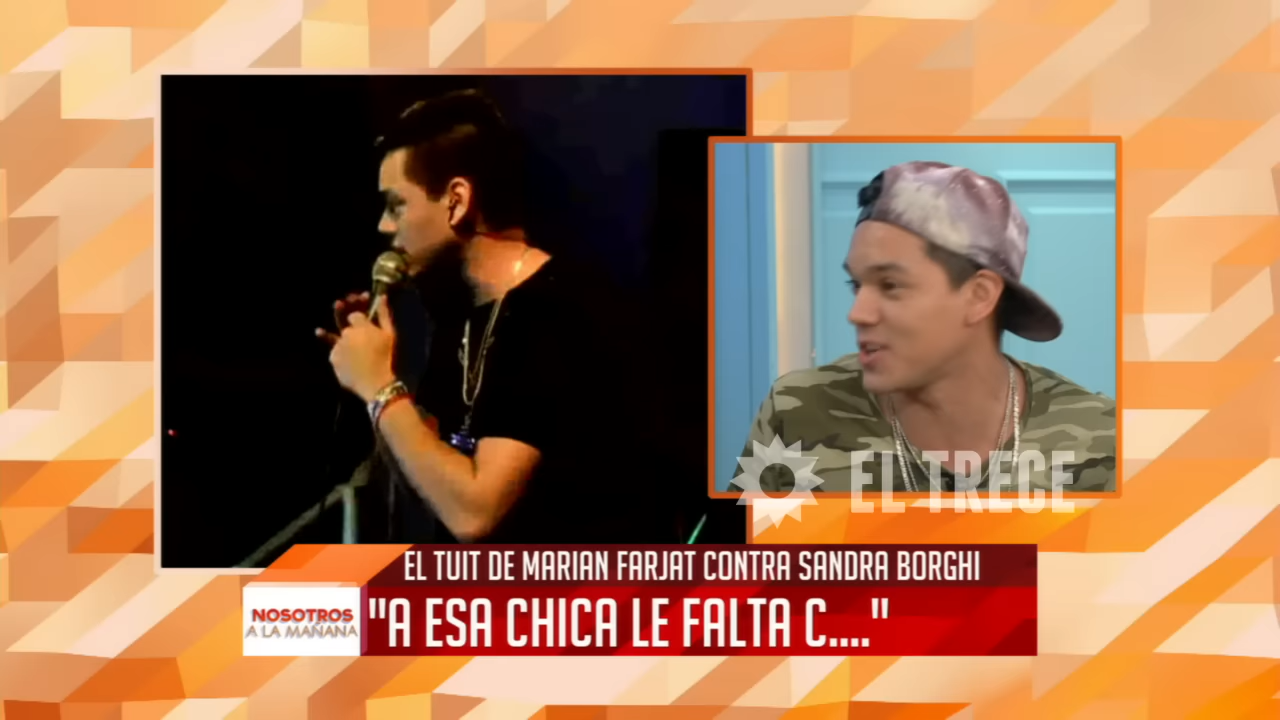 EL TRECE
EL TUIT DE MARIAN FARJAT CONTRA SANDRA BORGHI
NOSOTROS
A LA MAÑANA
"A ESA CHICA LE FALTA C...."